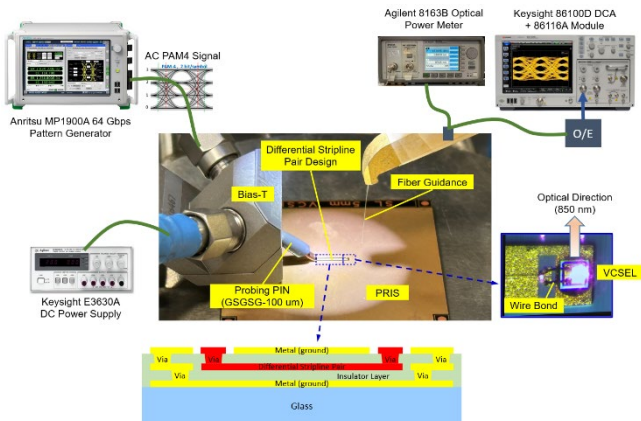 Agilent 8163B Optical
Power Meter
Keysight 86100D DCA
+ 86116A Module
AC PAM4 Signal
Anritsu MP1900A 64 Gbps
Pattern Generator
O/E
Differential Stripline
Pair Design
Bias-T
Fiber Guidance
Optical Direction
(850 nm)
VCSEL
Wire Bond
Keysight E3630A
DC Power Supply
Probing PIN
(GSGSG-100 um)
PRIS
Metal (ground)
Via
Via
Via
Via
Differential Stripline Pair
Via
Insulator Layer
Via
Metal (ground)
Glass